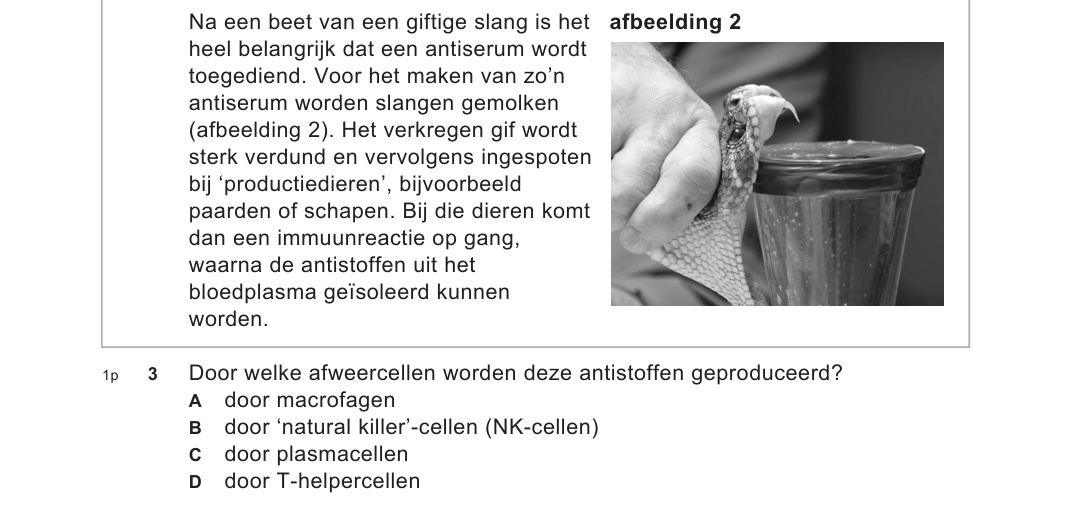 Na een beet van een giftige slang is het
heel belangrijk dat een antiserum wordt
toegediend. Voor het maken van zo’n
antiserum worden slangen gemolken
(afbeelding 2). Het verkregen gif wordt
sterk verdund en vervolgens ingespoten
bij ‘productiedieren’, bijvoorbeeld
paarden of schapen. Bij die dieren komt
dan een immuunreactie op gang,
waarna de antistoffen uit het
bloedplasma geïsoleerd kunnen
worden.
afbeelding 2
1p 3 Door welke afweercellen worden deze antistoffen geproduceerd?
A door macrofagen
B door ‘natural killer’-cellen (NK-cellen)
C door plasmacellen
D door T-helpercellen